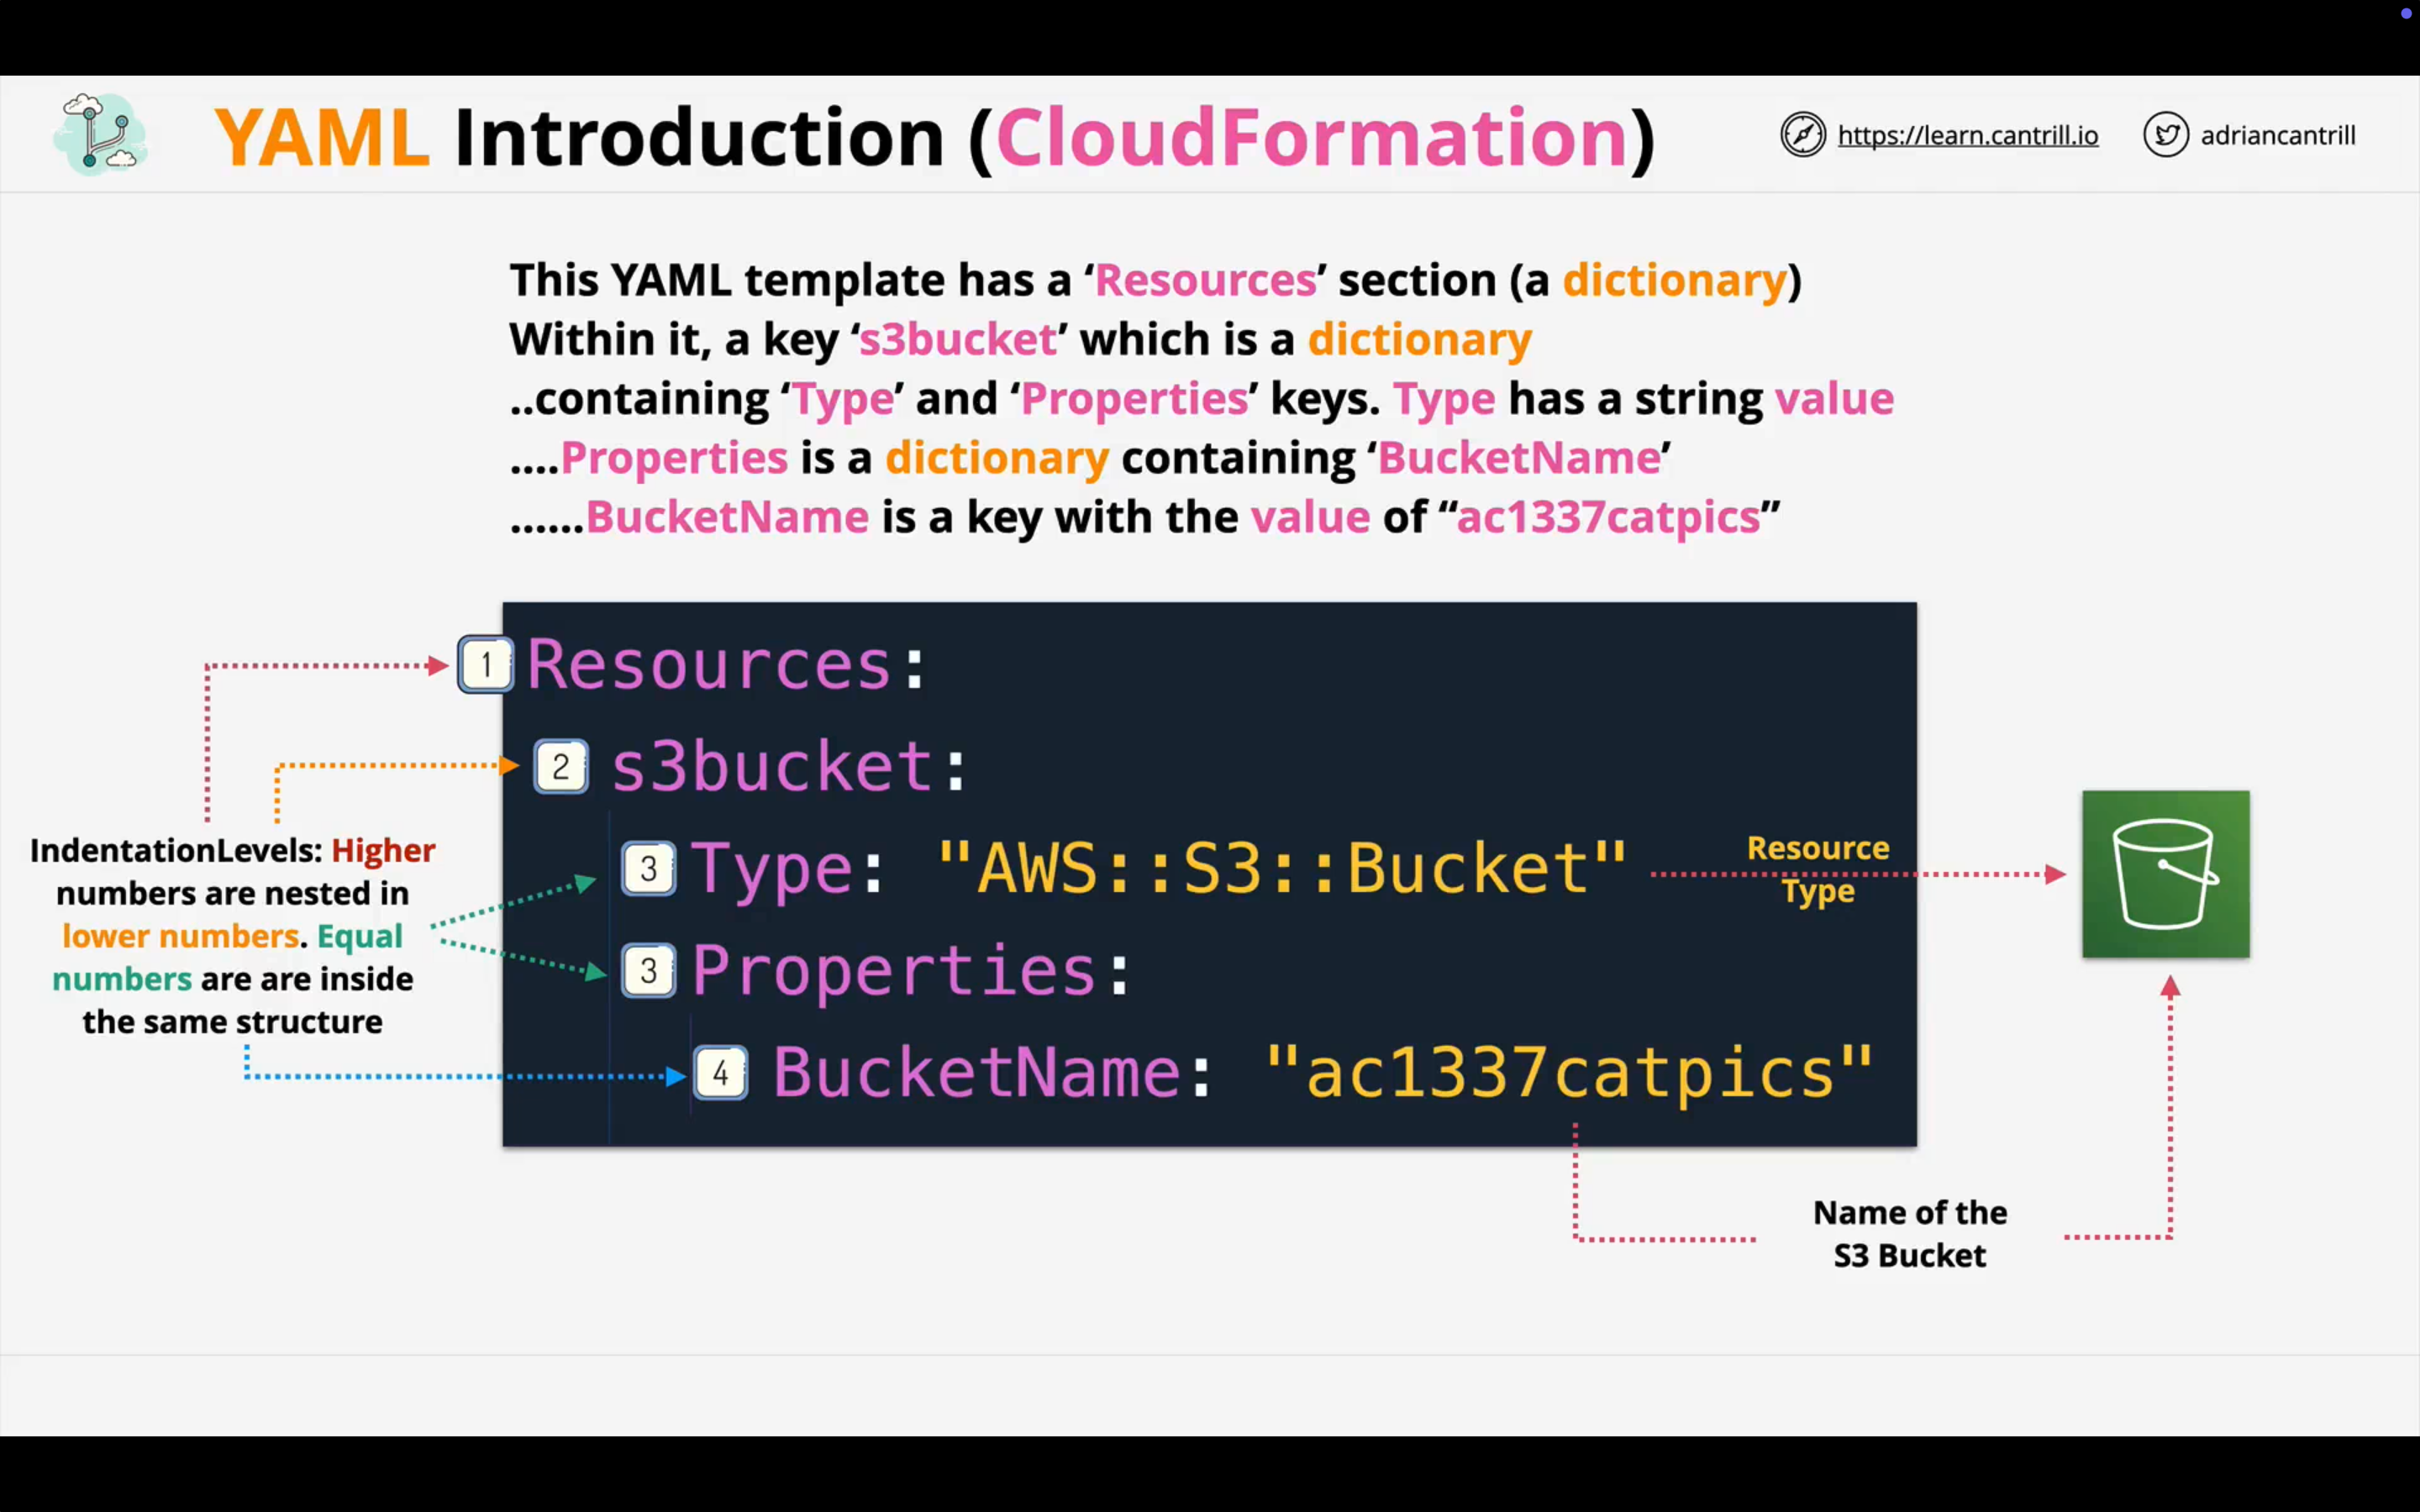 YAML Introduction (CloudFormation)
https://learn.cantrill.io
adriancantrill
This YAML template has a ‘Resources’ section (a dictionary)
Within it, a key ‘s3bucket’ which is a dictionary
..containing ‘Type’ and ‘Properties’ keys. Type has a string value
....Properties is a dictionary containing ‘BucketName’
......BucketName is a key with the value of “ac1337catpics”
1 Resources:
2 s3bucket:
3 Type: "AWS::S3::Bucket"
3 Properties:
4 BucketName: "ac1337catpics"
IndentationLevels: Higher
numbers are nested in
lower numbers. Equal
numbers are are inside
the same structure
Resource
Type
Name of the
S3 Bucket